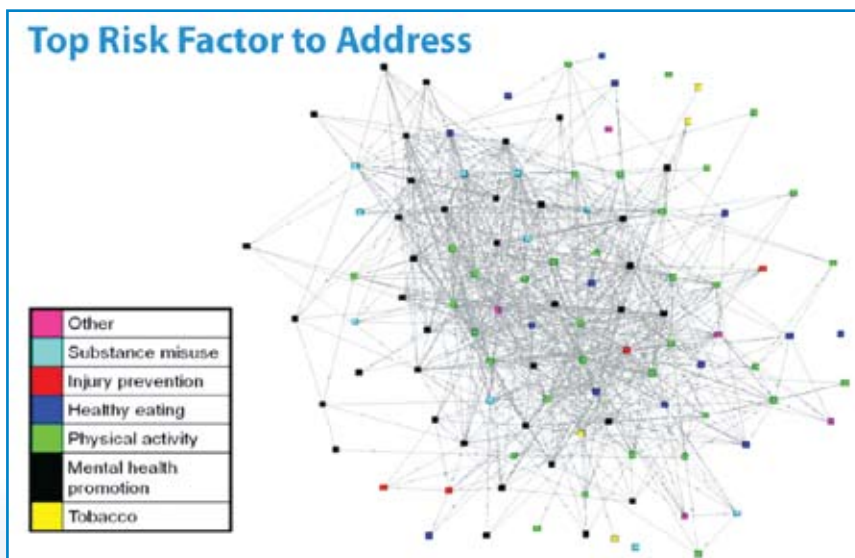 Top Risk Factor to Address
Other
Substance misuse
Injury prevention
Healthy eating
Physical activity
Mental health
promotion
Tobacco